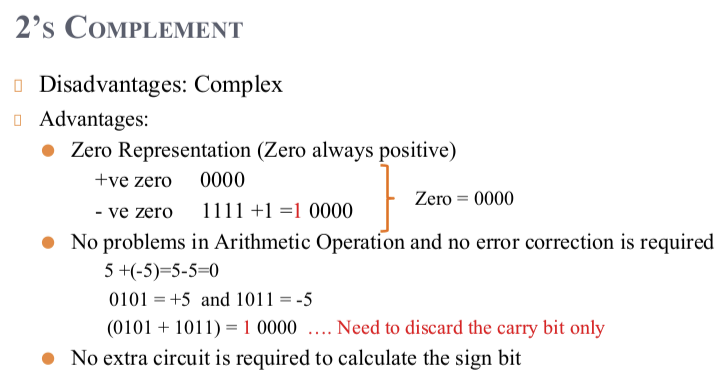 2's COMPLEMENT
Disadvantages: Complex
Advantages:
Zero Representation (Zero always positive)
+ve zero 0000
- ve zero 1111 +1 =1 0000
Zero = 0000
No problems in Arithmetic Operation and no error correction is required
5 +(-5)=5-5=0
0101 = +5 and 1011 = -5
(0101 + 1011) = 1 0000 .... Need to discard the carry bit only
No extra circuit is required to calculate the sign bit